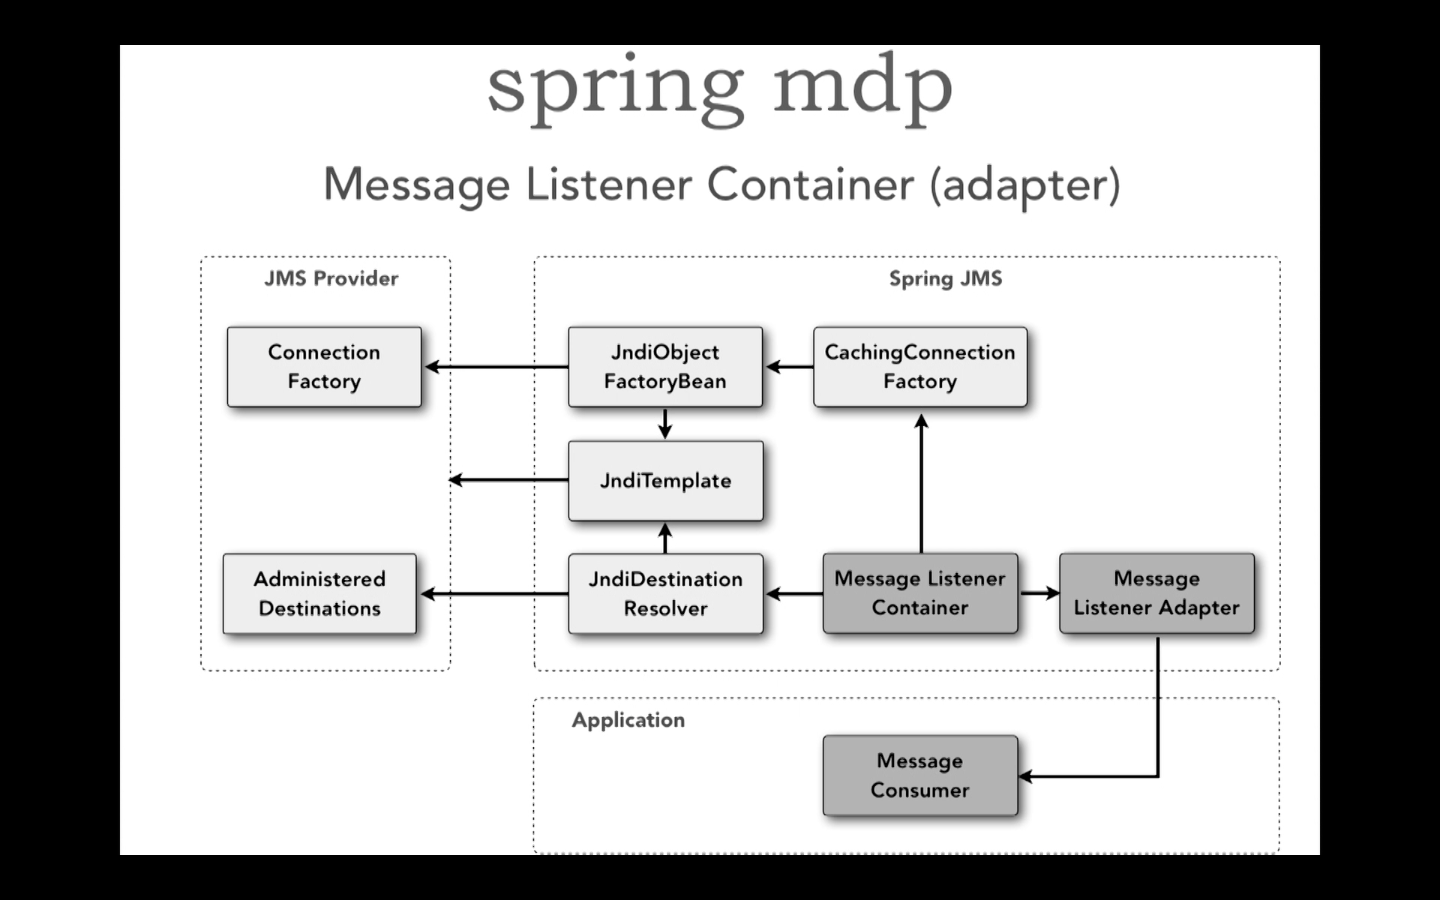 spring mdp
Message Listener Container (adapter)
JMS Provider
Spring JMS
Connection
Factory
JndiObject
FactoryBean
CachingConnection
Factory
JndiTemplate
Administered
Destinations
JndiDestination
Resolver
Message Listener
Container
Message
Listener Adapter
Application
Message
Consumer